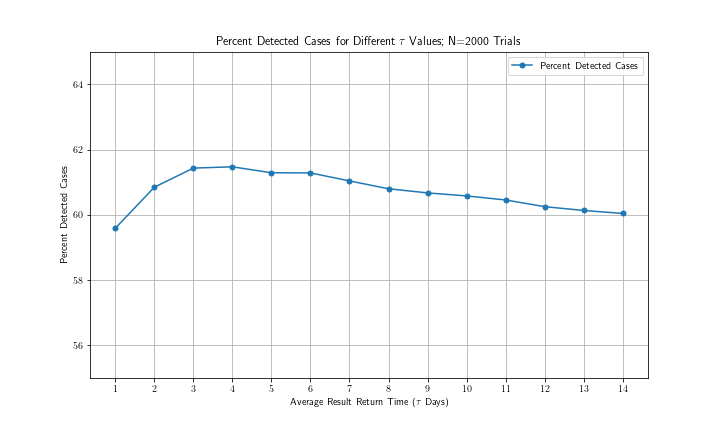 Percent Detected Cases for Different τ Values; N=2000 Trials
Percent Detected Cases
64
62
60
58
56
Percent Detected Cases
1 2 3 4 5 6 7 8 9 10 11 12 13 14
Average Result Return Time (τ Days)